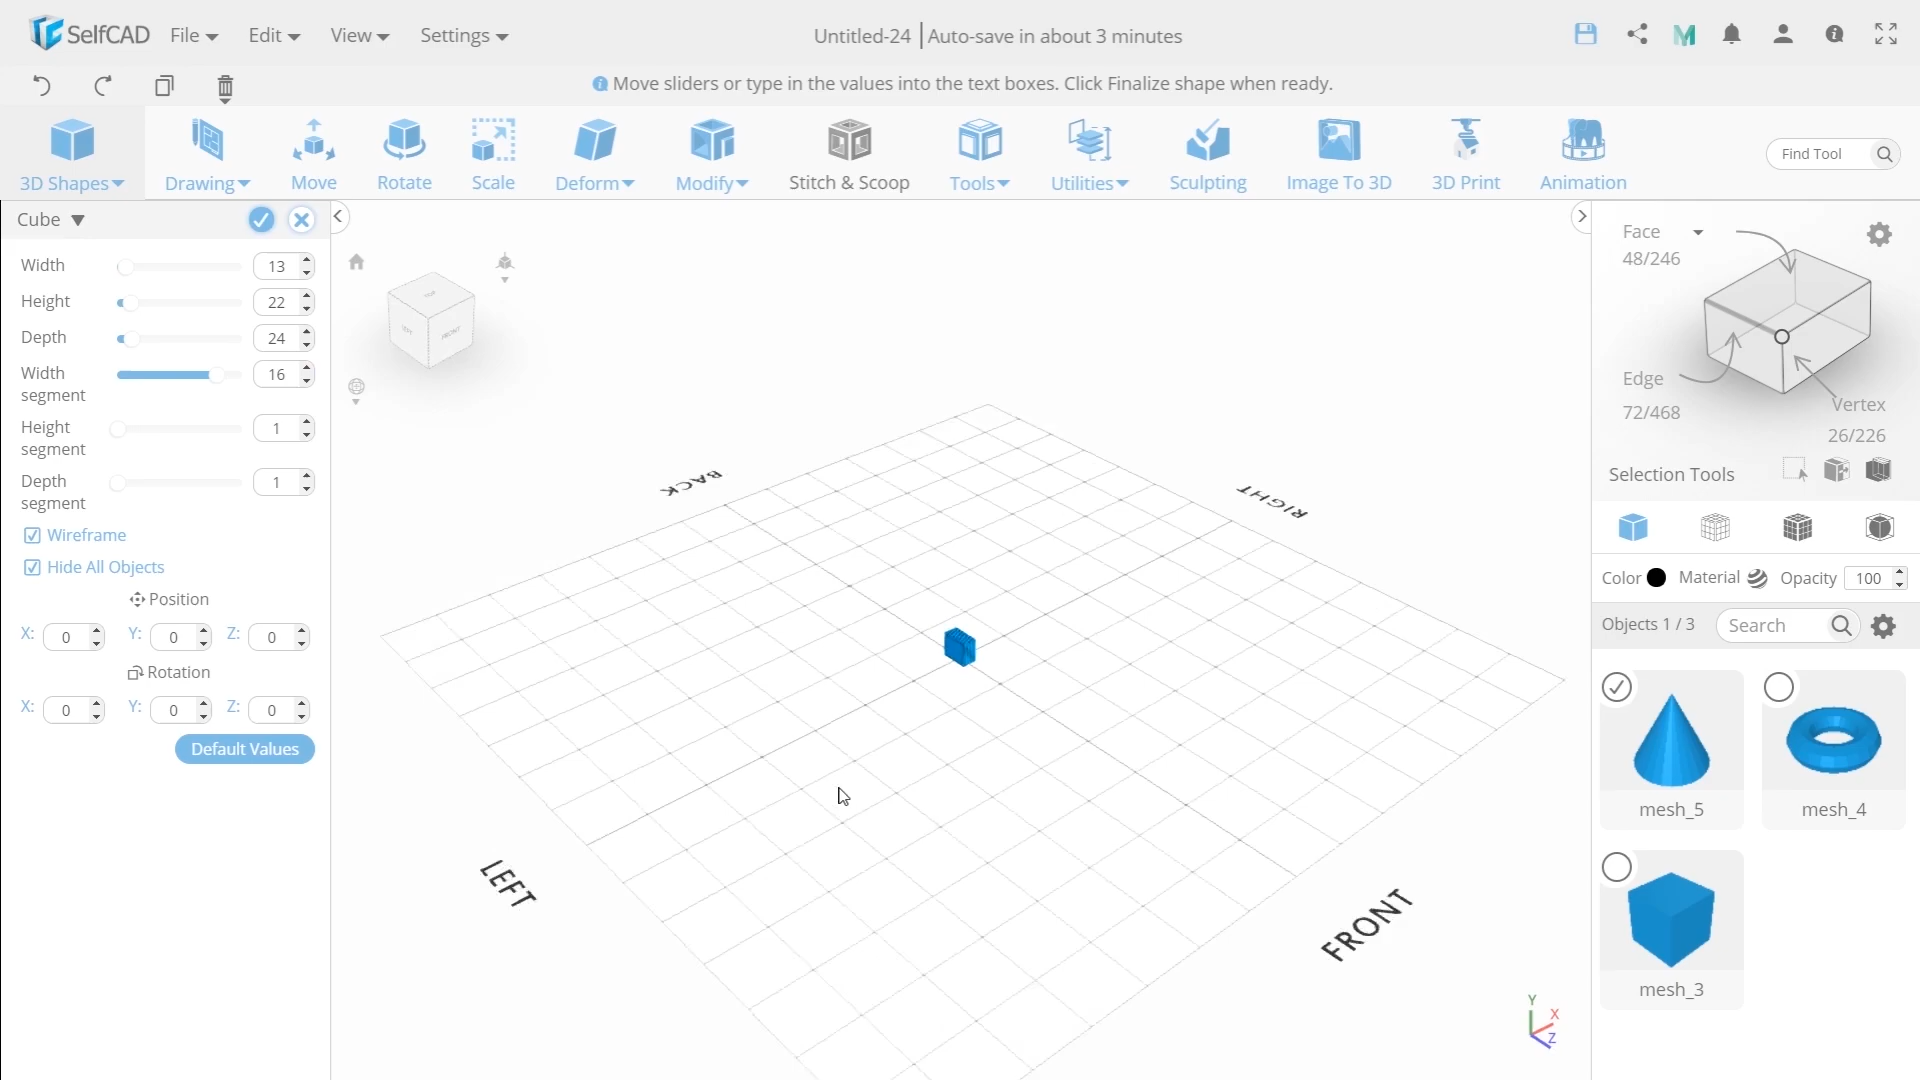 SelfCAD File Edit View Settings Untitled-24 Auto-save in about 3 minutes
Move sliders or type in the values into the text boxes. Click Finalize shape when ready.
3D Shapes Drawing Move Rotate Scale Deform Modify Stitch & Scoop Tools Utilities Sculpting Image To 3D 3D Print Animation Find Tool
Cube
Width 13
Height 22
Depth 24
Width segment 16
Height segment 1
Depth segment 1
Wireframe
Hide All Objects
Position
X: 0 Y: 0 Z: 0
Rotation
X: 0 Y: 0 Z: 0
Default Values
TOP
LEFT FRONT
BACK
RIGHT
LEFT
FRONT
Y
X
Z
Face
48/246
Edge
72/468
Vertex
26/226
Selection Tools
Color Material Opacity 100
Objects 1 / 3 Search
mesh_5 mesh_4
mesh_3